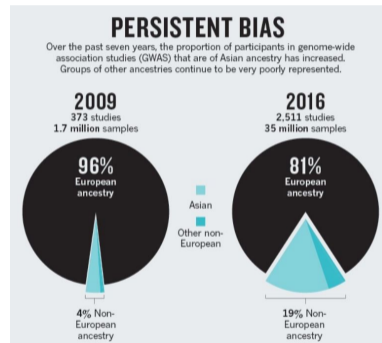 PERSISTENT BIAS
Over the past seven years, the proportion of participants in genome-wide
association studies (GWAS) that are of Asian ancestry has increased.
Groups of other ancestries continue to be very poorly represented.
2009
373 studies
1.7 million samples
96%
European
ancestry
4% Non-
European
ancestry
Asian
Other non-
European
2016
2,511 studies
35 million samples
81%
European
ancestry
19% Non-
European
ancestry